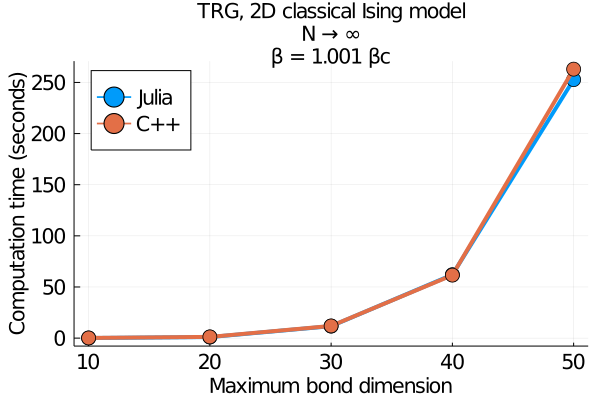 TRG, 2D classical Ising model
N → ∞
β = 1.001 βc
Julia
C++
Computation time (seconds)
250
200
150
100
50
0
10 20 30 40 50
Maximum bond dimension